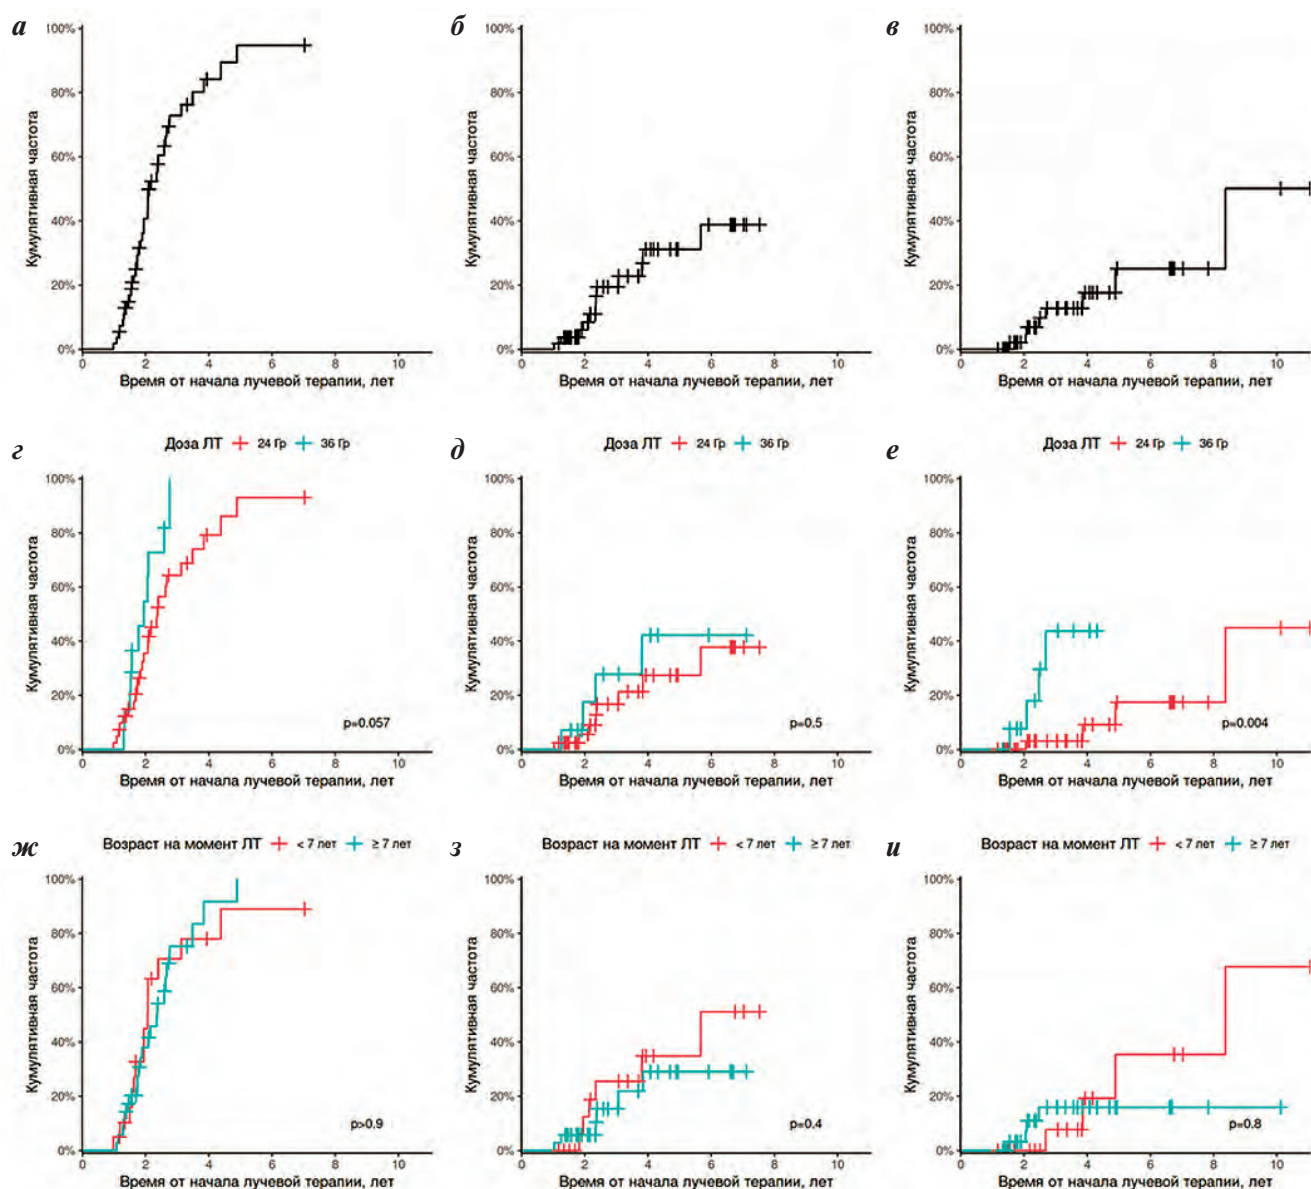 а
100%
80%
60%
40%
20%
0%
Кумулятивная частота
0 2 4 6 8 10
Время от начала лучевой терапии, лет
б
100%
80%
60%
40%
20%
0%
Кумулятивная частота
0 2 4 6 8 10
Время от начала лучевой терапии, лет
в
100%
80%
60%
40%
20%
0%
Кумулятивная частота
0 2 4 6 8 10
Время от начала лучевой терапии, лет
г
Доза ЛТ 24 Гр 36 Гр
100%
80%
60%
40%
20%
0%
Кумулятивная частота
p=0.057
0 2 4 6 8 10
Время от начала лучевой терапии, лет
д
Доза ЛТ 24 Гр 36 Гр
100%
80%
60%
40%
20%
0%
Кумулятивная частота
p=0.5
0 2 4 6 8 10
Время от начала лучевой терапии, лет
е
Доза ЛТ 24 Гр 36 Гр
100%
80%
60%
40%
20%
0%
Кумулятивная частота
p=0.004
0 2 4 6 8 10
Время от начала лучевой терапии, лет
ж
Возраст на момент ЛТ < 7 лет ≥ 7 лет
100%
80%
60%
40%
20%
0%
Кумулятивная частота
p>0.9
0 2 4 6 8 10
Время от начала лучевой терапии, лет
з
Возраст на момент ЛТ < 7 лет ≥ 7 лет
100%
80%
60%
40%
20%
0%
Кумулятивная частота
p=0.4
0 2 4 6 8 10
Время от начала лучевой терапии, лет
и
Возраст на момент ЛТ < 7 лет ≥ 7 лет
100%
80%
60%
40%
20%
0%
Кумулятивная частота
p=0.8
0 2 4 6 8 10
Время от начала лучевой терапии, лет